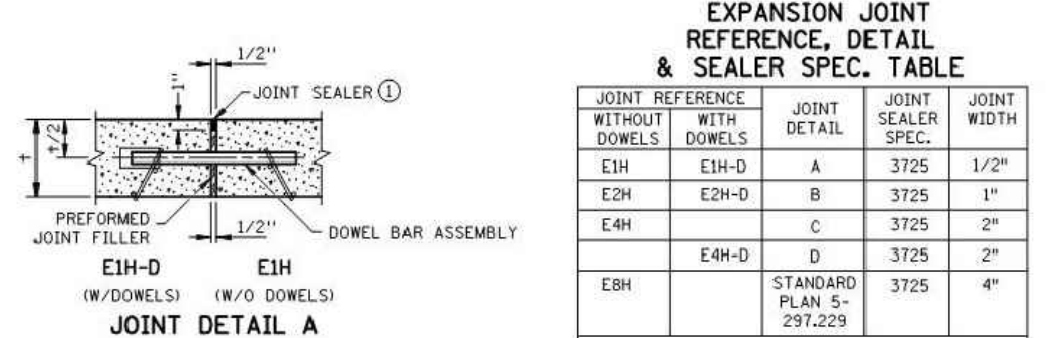 1/2"
1"
JOINT SEALER 1
t
t/2
PREFORMED
JOINT FILLER
1/2"
DOWEL BAR ASSEMBLY
E1H-D E1H
(W/DOWELS) (W/O DOWELS)
JOINT DETAIL A
EXPANSION JOINT
REFERENCE, DETAIL
& SEALER SPEC. TABLE
JOINT REFERENCE JOINT DETAIL JOINT SEALER SPEC. JOINT WIDTH
WITHOUT DOWELS WITH DOWELS
E1H E1H-D A 3725 1/2"
E2H E2H-D B 3725 1"
E4H C 3725 2"
E4H-D D 3725 2"
E8H STANDARD PLAN 5-297.229 3725 4"